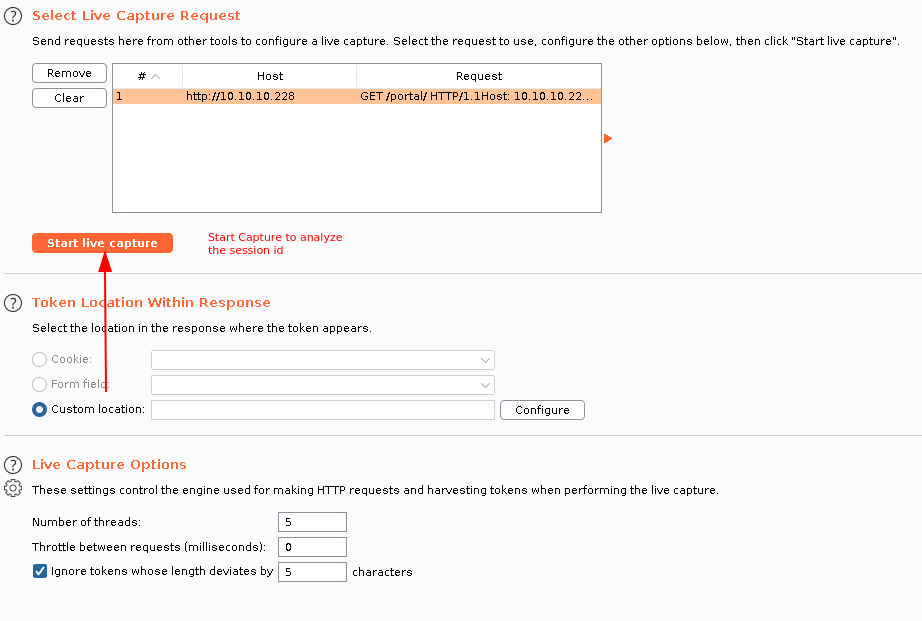 Select Live Capture Request
Send requests here from other tools to configure a live capture. Select the request to use, configure the other options below, then click "Start live capture".
Remove
# Host Request
Clear
1 http://10.10.10.228 GET /portal/ HTTP/1.1Host: 10.10.10.22...
Start live capture
Start Capture to analyze
the session id
Token Location Within Response
Select the location in the response where the token appears.
Cookie:
Form field:
Custom location:
Configure
Live Capture Options
These settings control the engine used for making HTTP requests and harvesting tokens when performing the live capture.
Number of threads: 5
Throttle between requests (milliseconds): 0
Ignore tokens whose length deviates by 5 characters